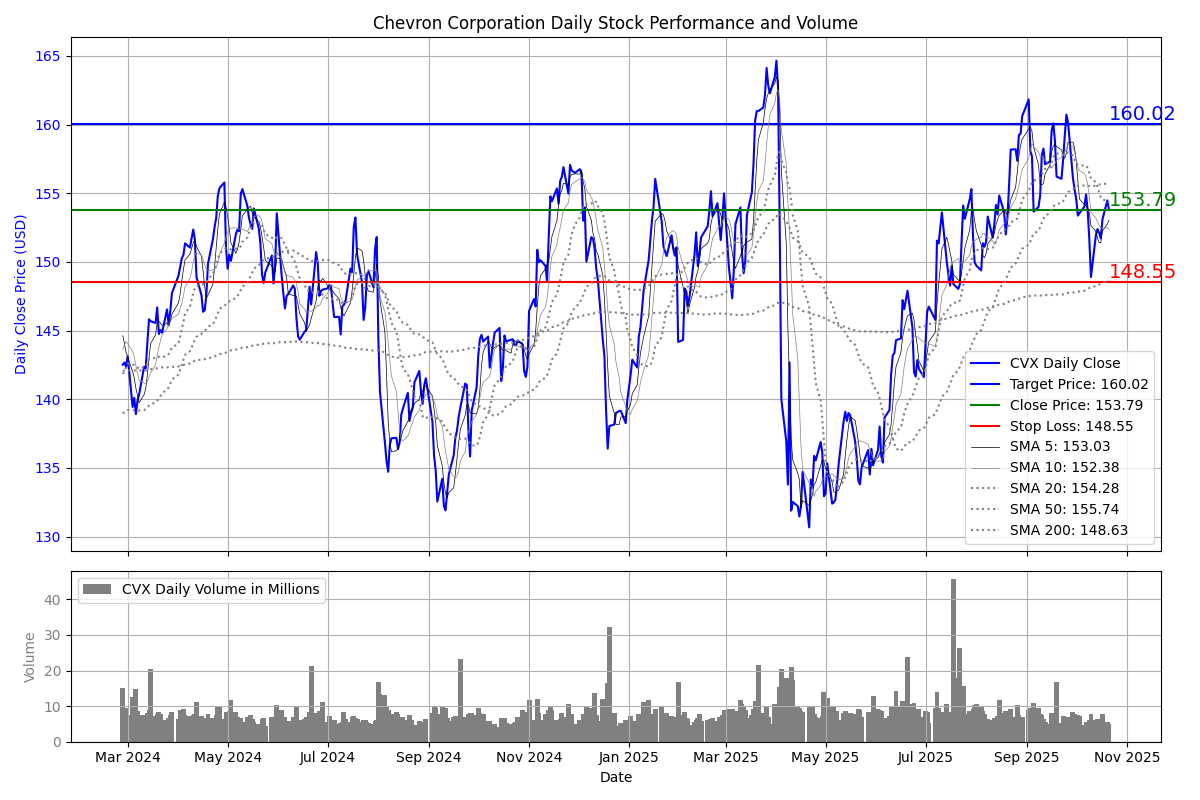 Chevron Corporation Daily Stock Performance and Volume
Daily Close Price (USD)
165
160
155
150
145
140
135
130
160.02
153.79
148.55
CVX Daily Close
Target Price: 160.02
Close Price: 153.79
Stop Loss: 148.55
SMA 5: 153.03
SMA 10: 152.38
SMA 20: 154.28
SMA 50: 155.74
SMA 200: 148.63
CVX Daily Volume in Millions
Volume
40
30
20
10
0
Mar 2024 May 2024 Jul 2024 Sep 2024 Nov 2024 Jan 2025 Mar 2025 May 2025 Jul 2025 Sep 2025 Nov 2025
Date